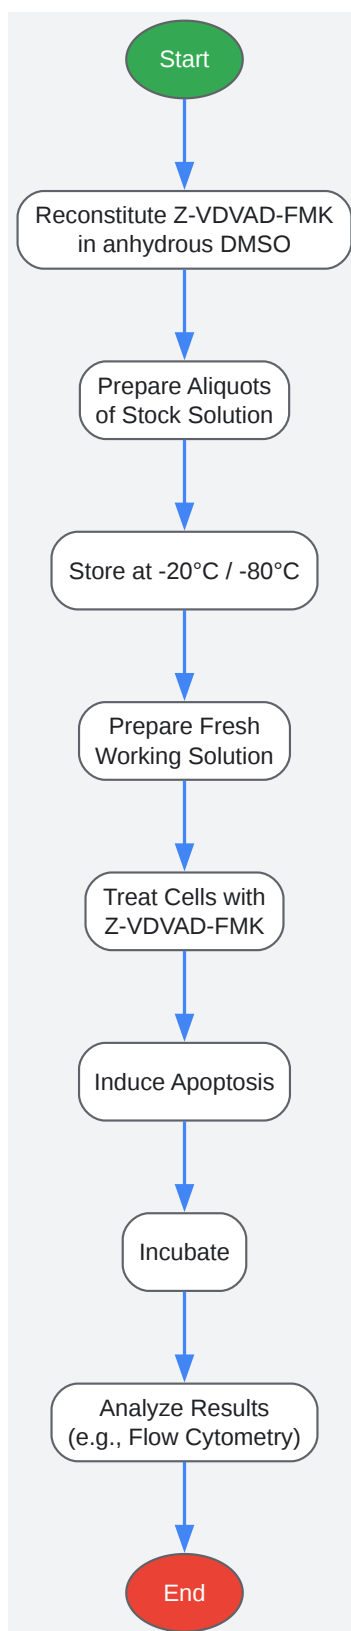 Start
Reconstitute Z-VDVAD-FMK
in anhydrous DMSO
Prepare Aliquots
of Stock Solution
Store at -20°C / -80°C
Prepare Fresh
Working Solution
Treat Cells with
Z-VDVAD-FMK
Induce Apoptosis
Incubate
Analyze Results
(e.g., Flow Cytometry)
End